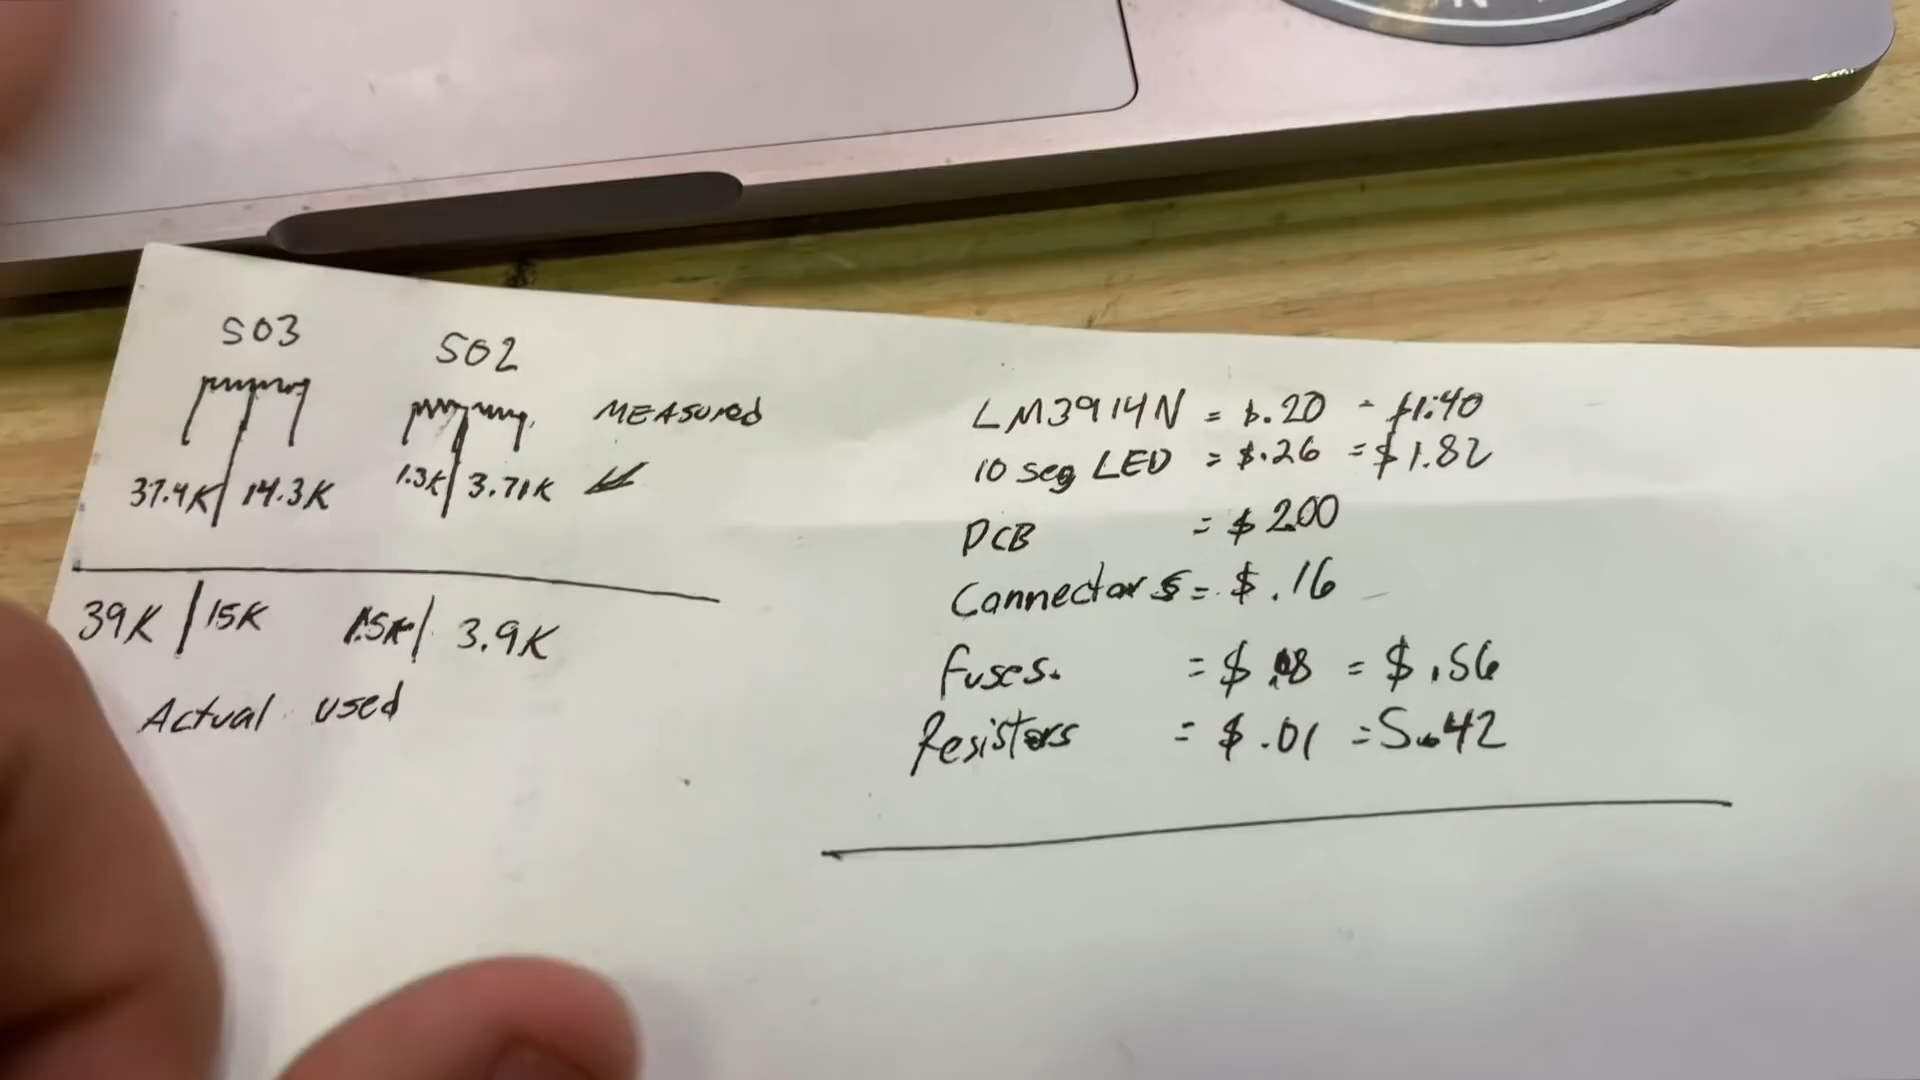 S03
S02
MEASURED
37.4K 14.3K
1.3K 3.71K
39K 15K 1.5K 3.9K
Actual used
LM3914N = $.20 - $1.40
10 seg LED = $.26 = $1.82
PCB = $2.00
Connectors = $.16
fuses. = $.08 = $.56
Resistors = $.01 = $.42